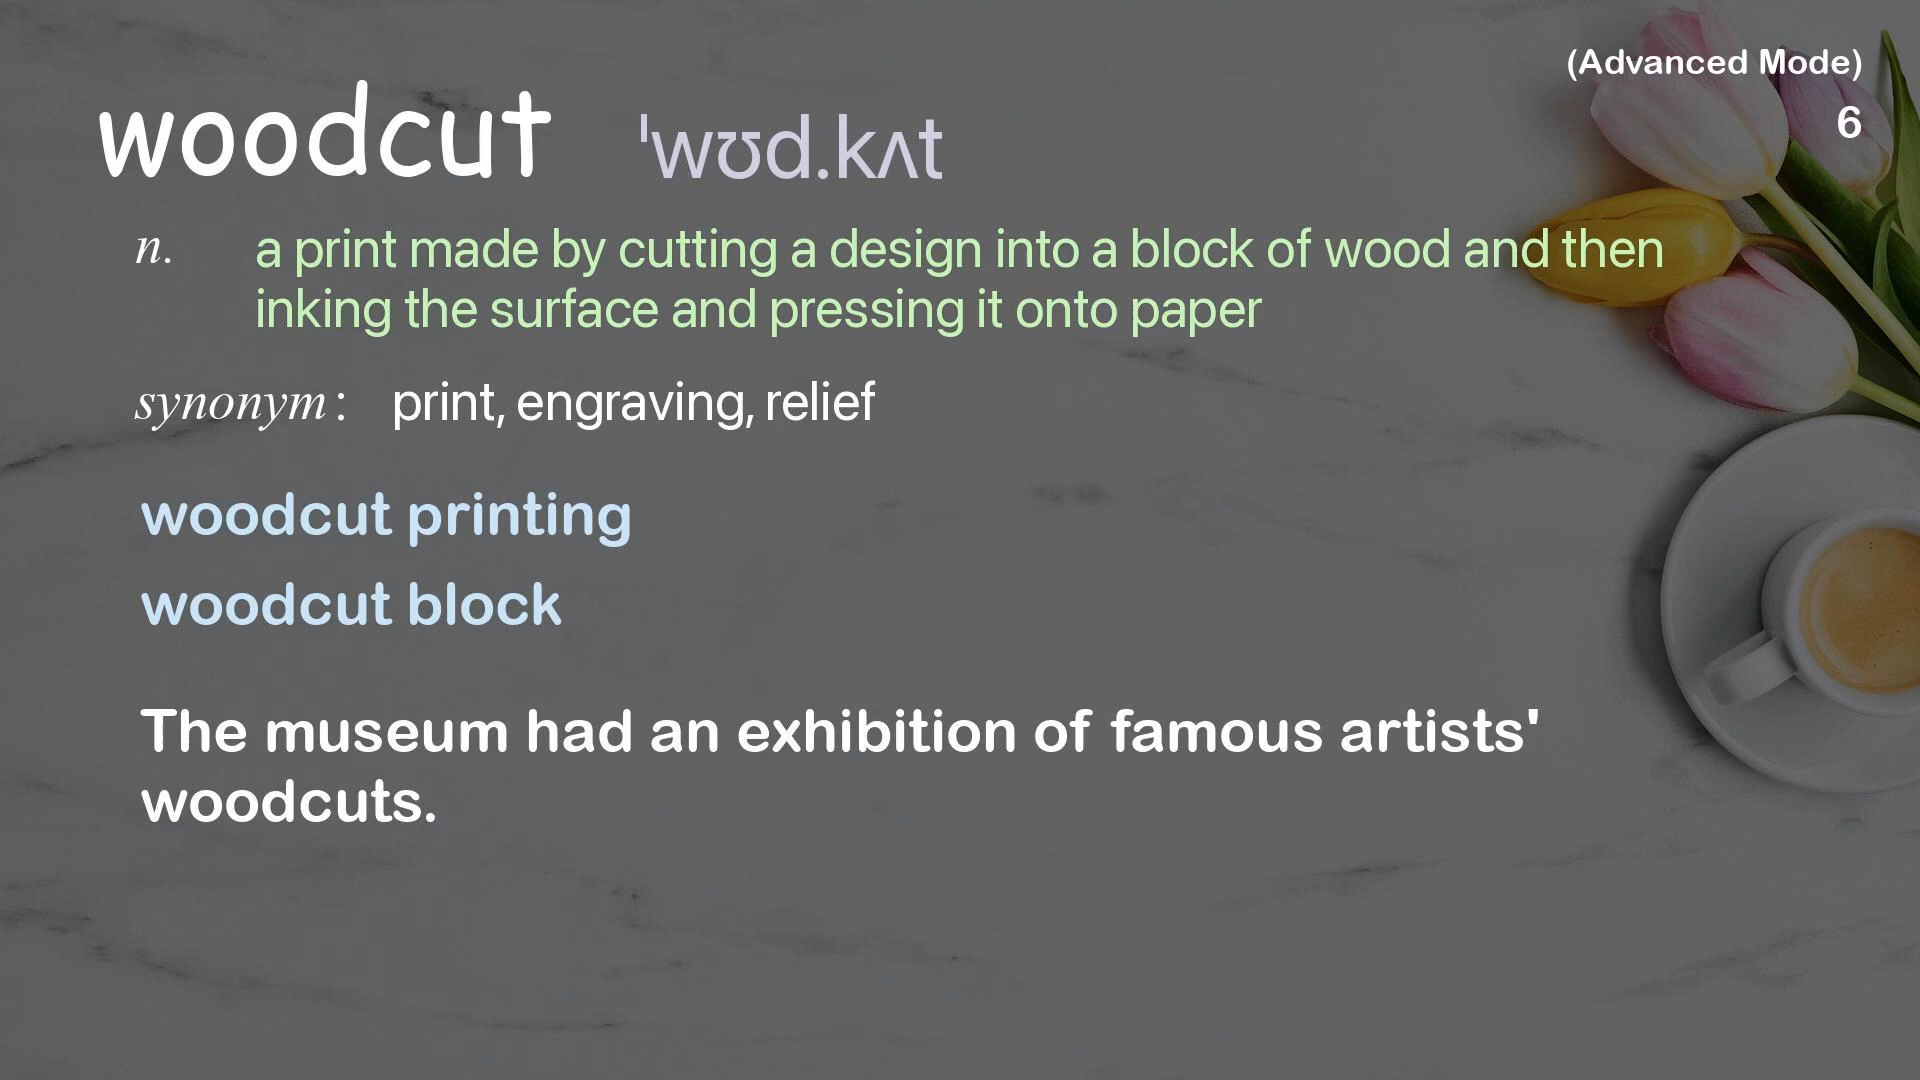 (Advanced Mode)
6
woodcut ˈwʊd.kʌt
n. a print made by cutting a design into a block of wood and then
inking the surface and pressing it onto paper
synonym: print, engraving, relief
woodcut printing
woodcut block
The museum had an exhibition of famous artists'
woodcuts.